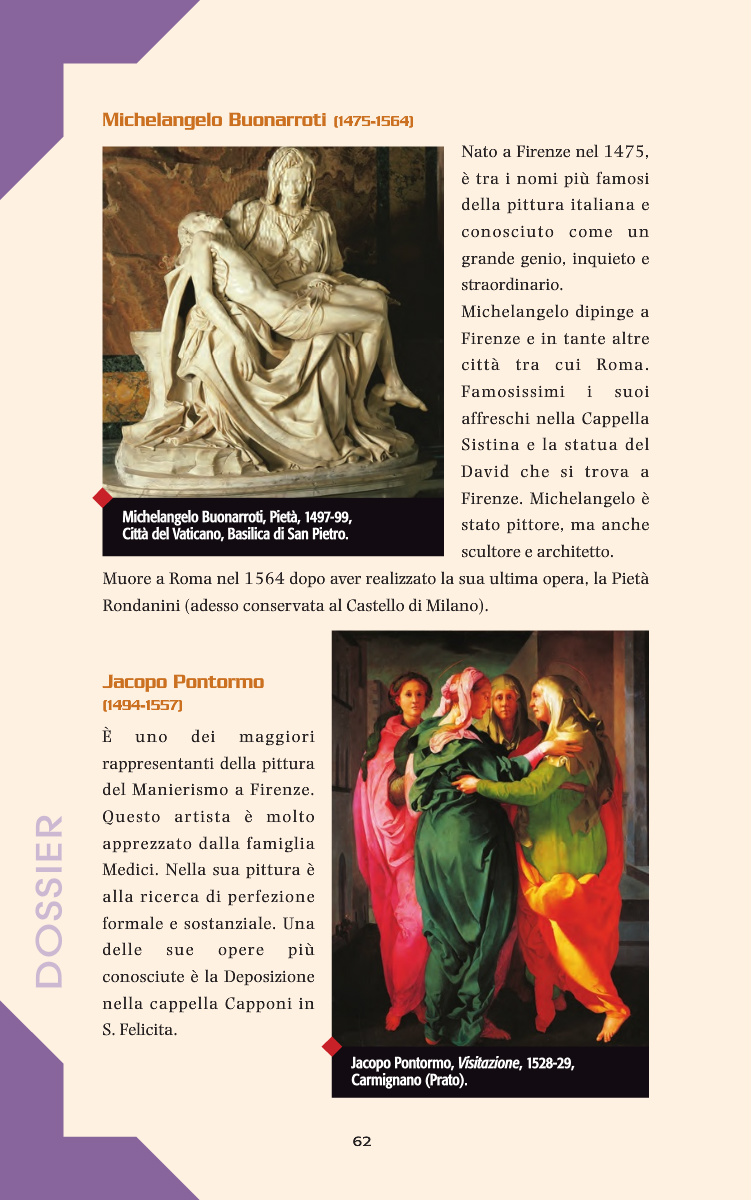 Michelangelo Buonarroti (1475-1564)
Nato a Firenze nel 1475,
è tra i nomi più famosi
della pittura italiana e
conosciuto come un
grande genio, inquieto e
straordinario.
Michelangelo dipinge a
Firenze e in tante altre
città tra cui Roma.
Famosissimi i suoi
affreschi nella Cappella
Sistina e la statua del
David che si trova a
Firenze. Michelangelo è
stato pittore, ma anche
scultore e architetto.
Muore a Roma nel 1564 dopo aver realizzato la sua ultima opera, la Pietà
Rondanini (adesso conservata al Castello di Milano).
Michelangelo Buonarroti, Pietà, 1497-99,
Città del Vaticano, Basilica di San Pietro.
Jacopo Pontormo
(1494-1557)
È uno dei maggiori
rappresentanti della pittura
del Manierismo a Firenze.
Questo artista è molto
apprezzato dalla famiglia
Medici. Nella sua pittura è
alla ricerca di perfezione
formale e sostanziale. Una
delle sue opere più
conosciute è la Deposizione
nella cappella Capponi in
S. Felicita.
Jacopo Pontormo, Visitazione, 1528-29,
Carmignano (Prato).
DOSSIER
62